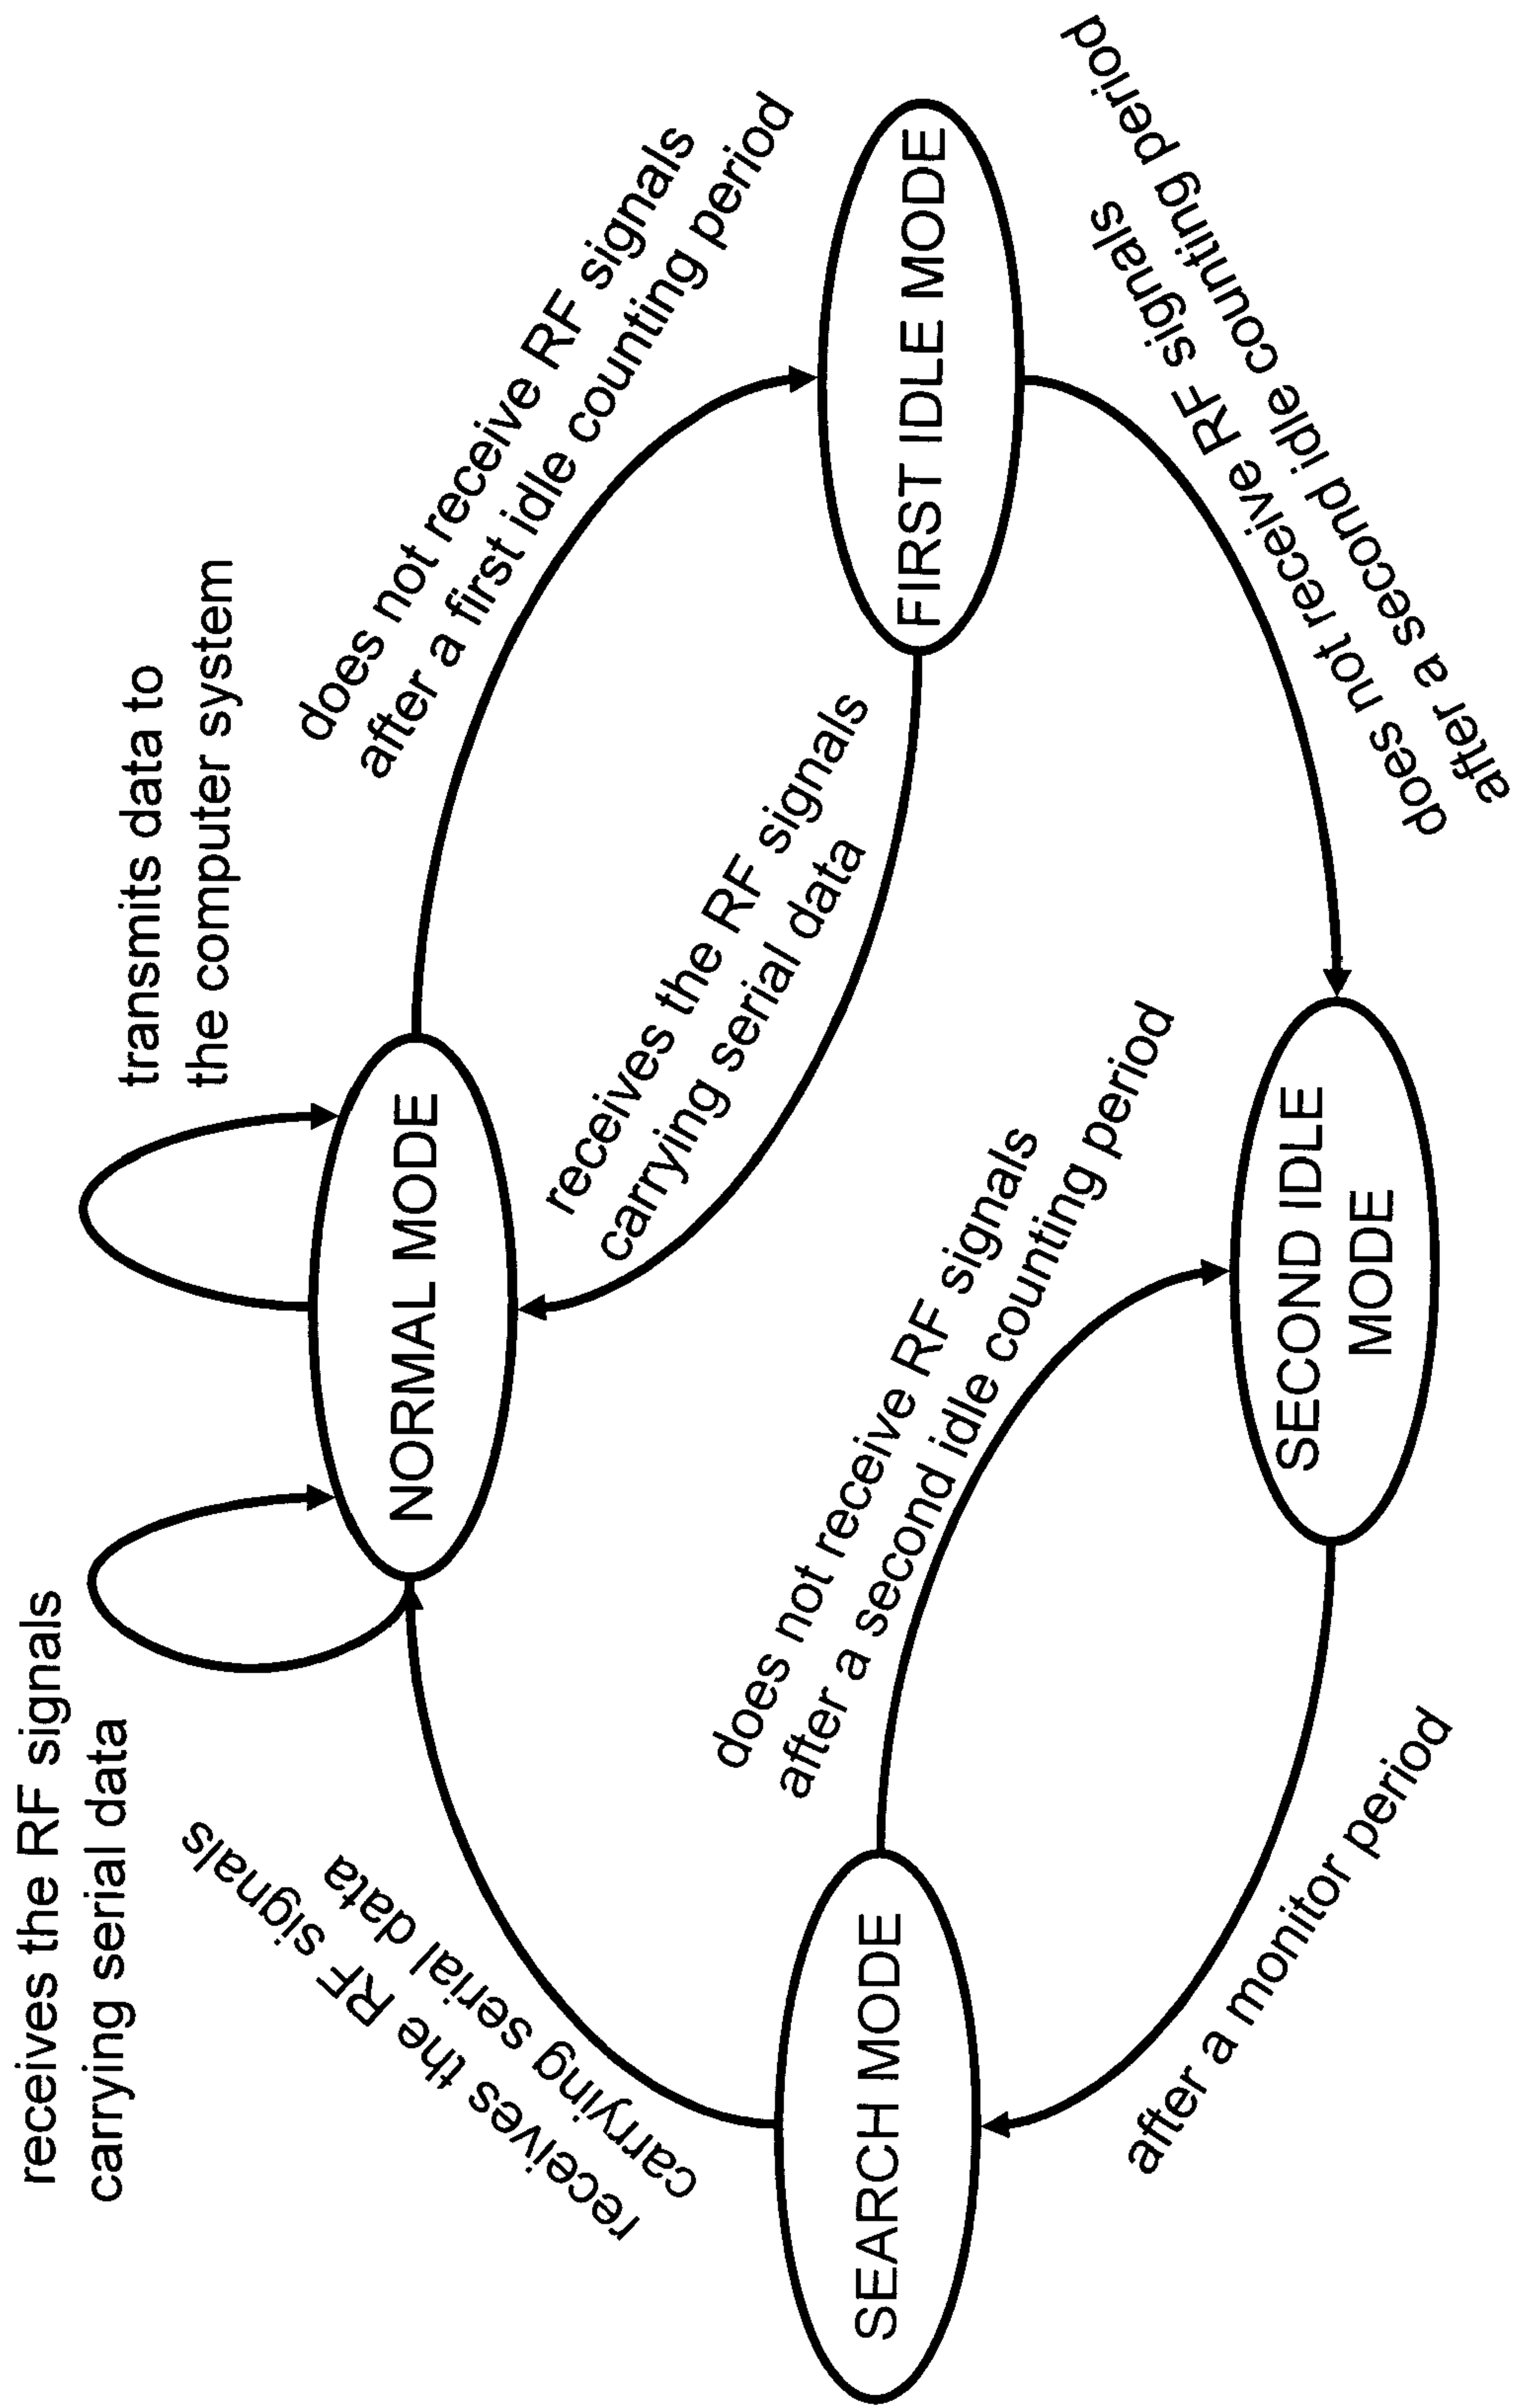 receives the RF signals
carrying serial data
transmits data to
the computer system
NORMAL MODE
does not receive RF signals
after a first idle counting period
receives the RF signals
carrying serial data
receives the RF signals
carrying serial data
SEARCH MODE
FIRST IDLE MODE
does not receive RF signals
after a second idle counting period
does not receive RF signals
after a second idle counting period
SECOND IDLE
MODE
after a monitor period